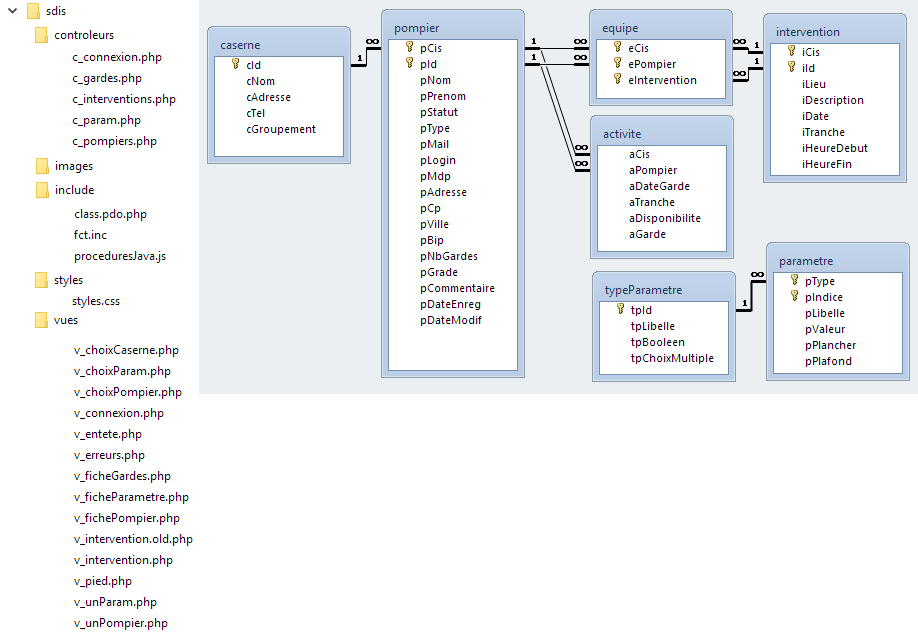 sdis
controleurs
c_connexion.php
c_gardes.php
c_interventions.php
c_param.php
c_pompiers.php
images
include
class.pdo.php
fct.inc
proceduresJava.js
styles
styles.css
vues
v_choixCaserne.php
v_choixParam.php
v_choixPompier.php
v_connexion.php
v_entete.php
v_erreurs.php
v_ficheGardes.php
v_ficheParametre.php
v_fichePompier.php
v_intervention.old.php
v_intervention.php
v_pied.php
v_unParam.php
v_unPompier.php
caserne
cId
cNom
cAdresse
cTel
cGroupement
1
∞
pompier
pCis
pId
pNom
pPrenom
pStatut
pType
pMail
pLogin
pMdp
pAdresse
pCp
pVille
pBip
pNbGardes
pGrade
pCommentaire
pDateEnreg
pDateModif
1
∞
1
∞
equipe
eCis
ePompier
eIntervention
∞
1
∞
1
intervention
iCis
iId
iLieu
iDescription
iDate
iTranche
iHeureDebut
iHeureFin
∞
∞
activite
aCis
aPompier
aDateGarde
aTranche
aDisponibilite
aGarde
typeParametre
tpId
tpLibelle
tpBooleen
tpChoixMultiple
1
∞
parametre
pType
pIndice
pLibelle
pValeur
pPlancher
pPlafond